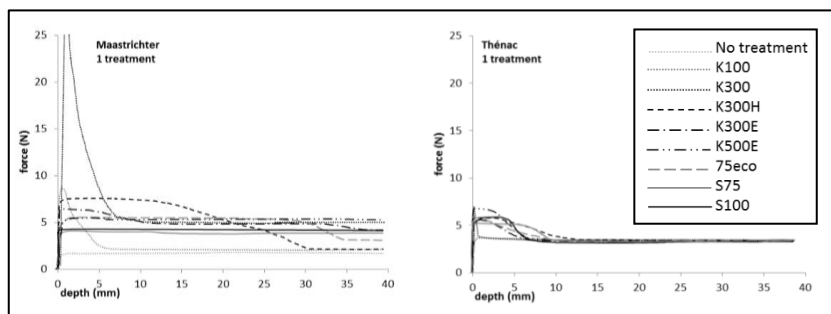 Maastrichter
1 treatment
force (N)
25
20
15
10
5
0
0 5 10 15 20 25 30 35 40
depth (mm)
Thénac
1 treatment
force (N)
25
20
15
10
5
0
0 5 10 15 20 25 30 35 40
depth (mm)
No treatment
K100
K300
K300H
K300E
K500E
75eco
S75
S100